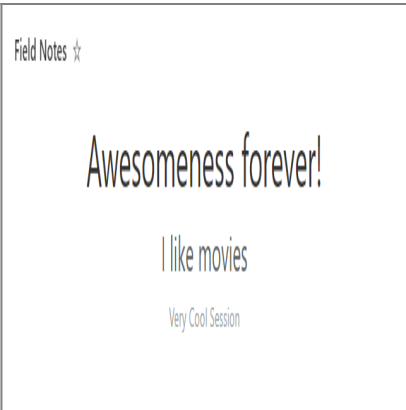 Field Notes ☆
Awesomeness forever!
I like movies
Very Cool Session